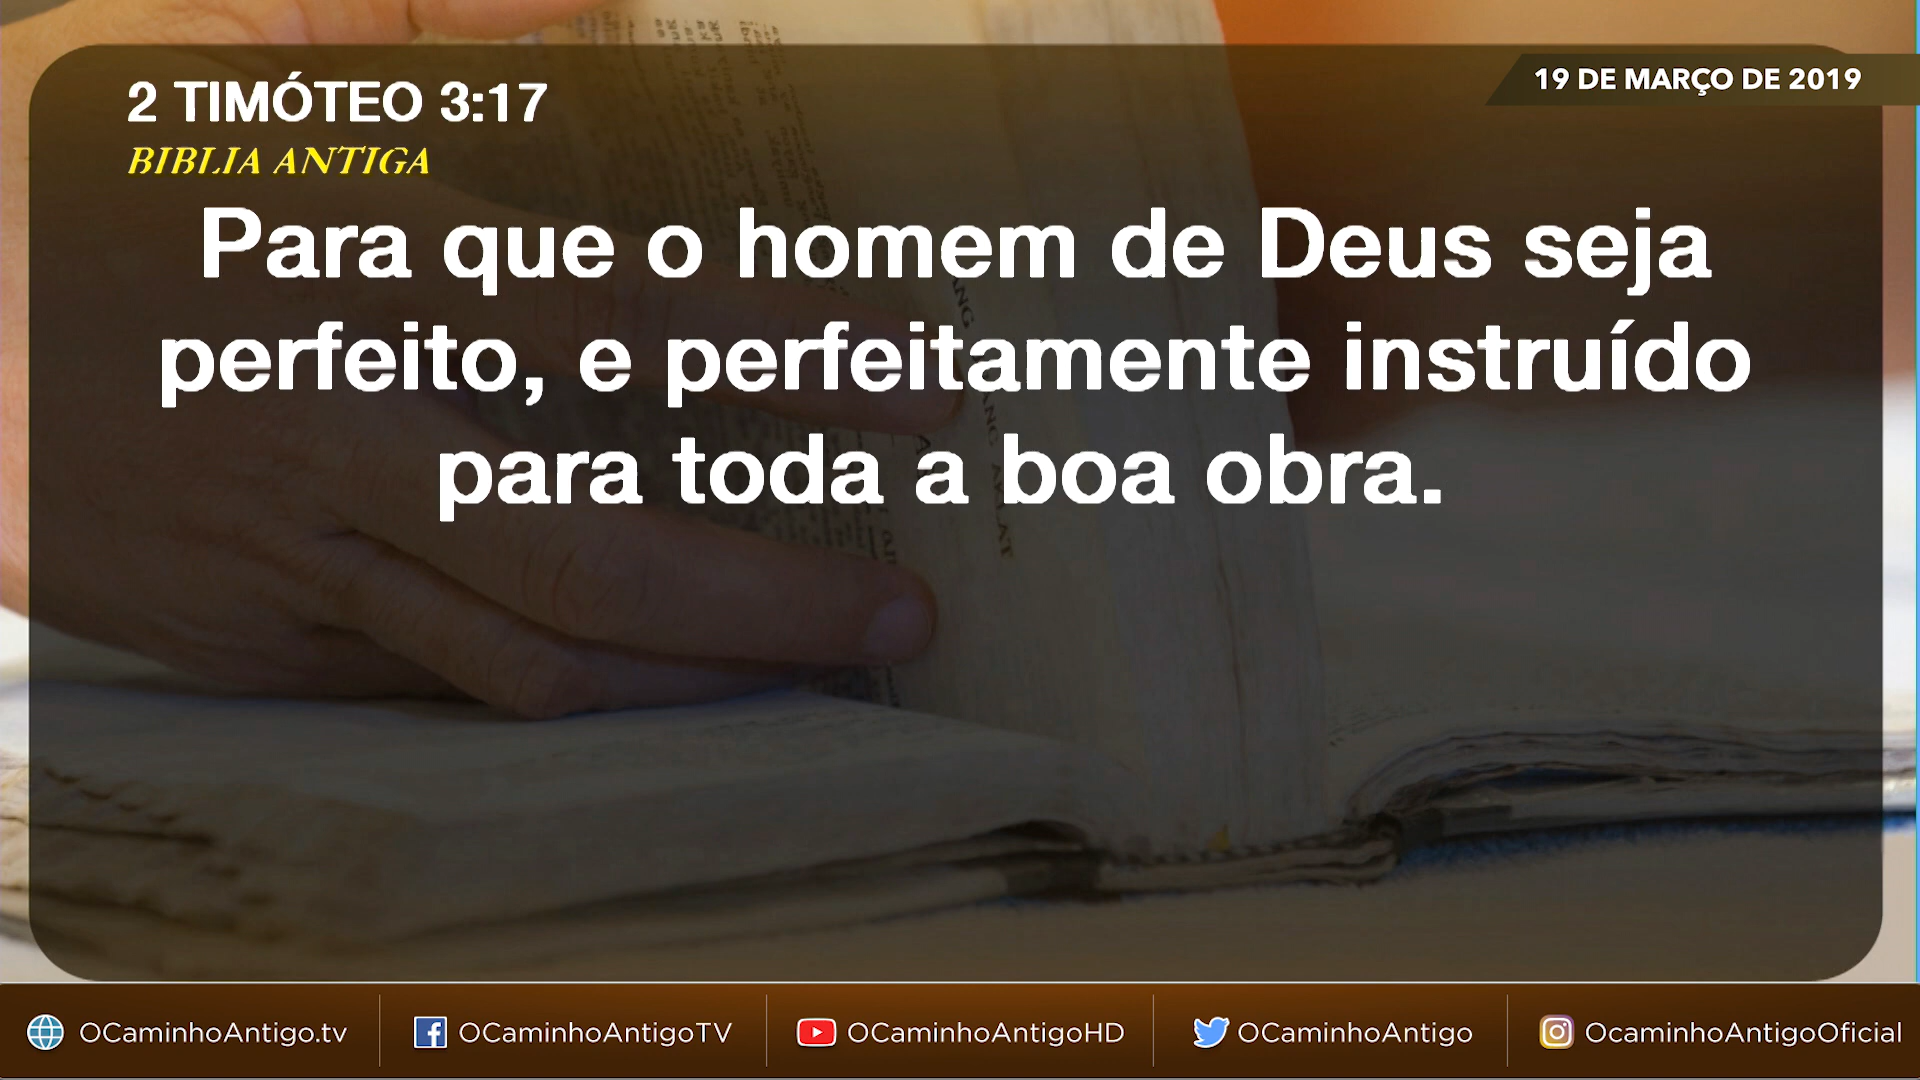 2 TIMÓTEO 3:17
19 DE MARÇO DE 2019
BIBLIA ANTIGA
Para que o homem de Deus seja
perfeito, e perfeitamente instruído
para toda a boa obra.
OCaminhoAntigo.tv
OCaminhoAntigoTV
OCaminhoAntigoHD
OCaminhoAntigo
OcaminhoAntigoOficial